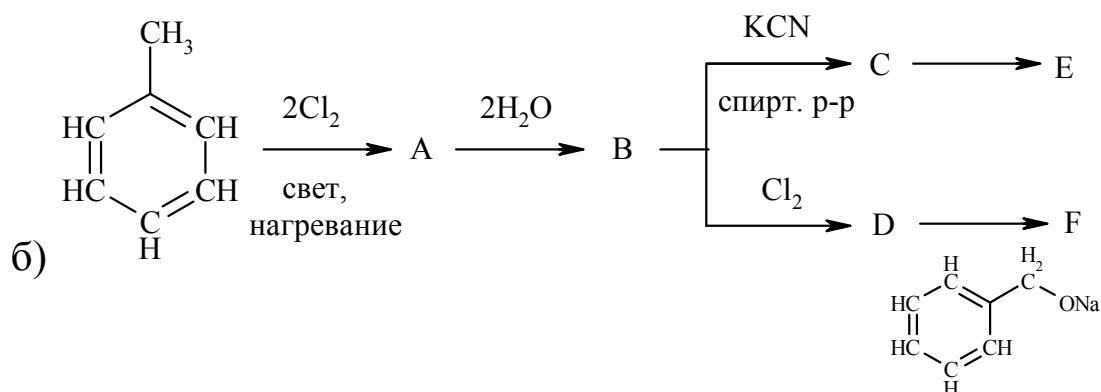 CH3
HC
CH
HC
CH
C
H
2Cl2
свет,
нагревание
A
2H2O
B
KCN
спирт. р-р
C
E
Cl2
D
F
H
C
H2
C
ONa
HC
HC
CH
C
H
б)